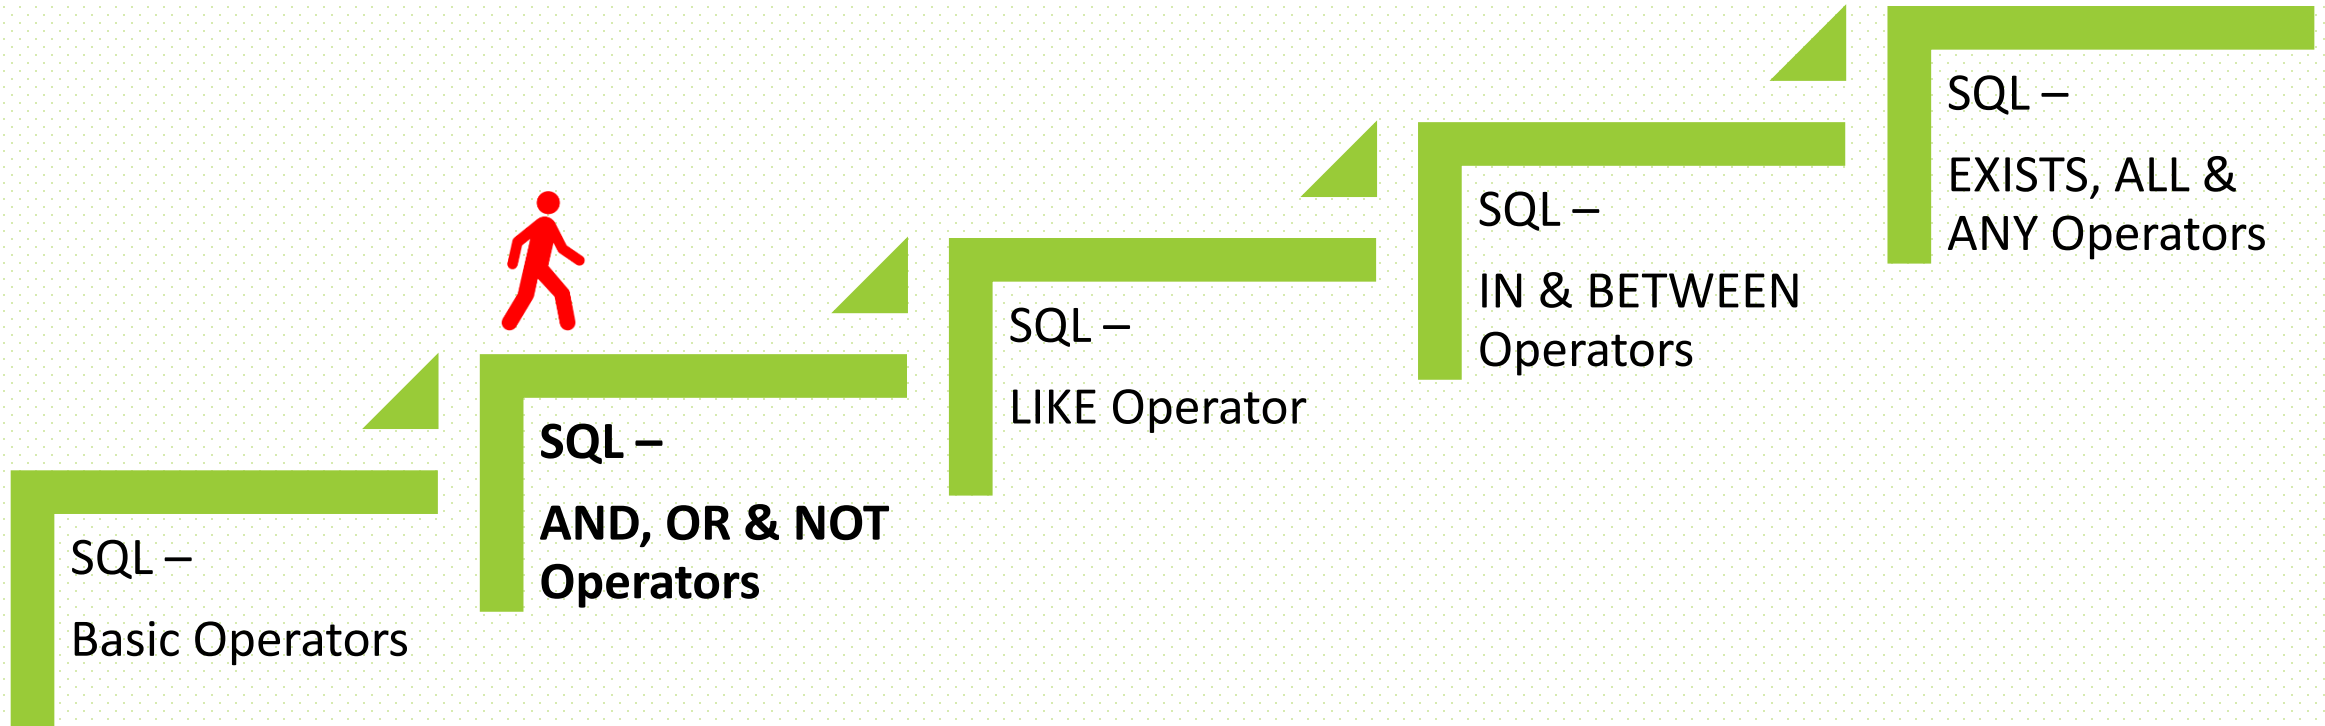 SQL –
Basic Operators
SQL –
AND, OR & NOT
Operators
SQL –
LIKE Operator
SQL –
IN & BETWEEN
Operators
SQL –
EXISTS, ALL &
ANY Operators